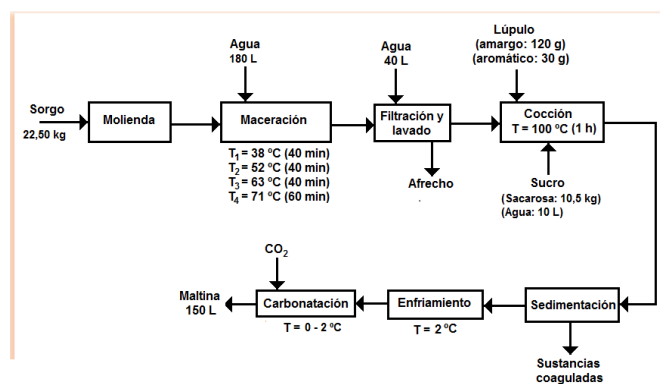 Lúpulo
(amargo: 120 g)
(aromático: 30 g)
Agua
180 L
Agua
40 L
Sorgo
22,50 kg
Molienda
Maceración
Filtración y
lavado
Cocción
T = 100 ºC (1 h)
T1 = 38 ºC (40 min)
T2 = 52 ºC (40 min)
T3 = 63 ºC (40 min)
T4 = 71 ºC (60 min)
Afrecho
Sucro
(Sacarosa: 10,5 kg)
(Agua: 10 L)
CO2
Maltina
150 L
Carbonatación
Enfriamiento
Sedimentación
T = 0 - 2 ºC
T = 2 ºC
Sustancias
coaguladas